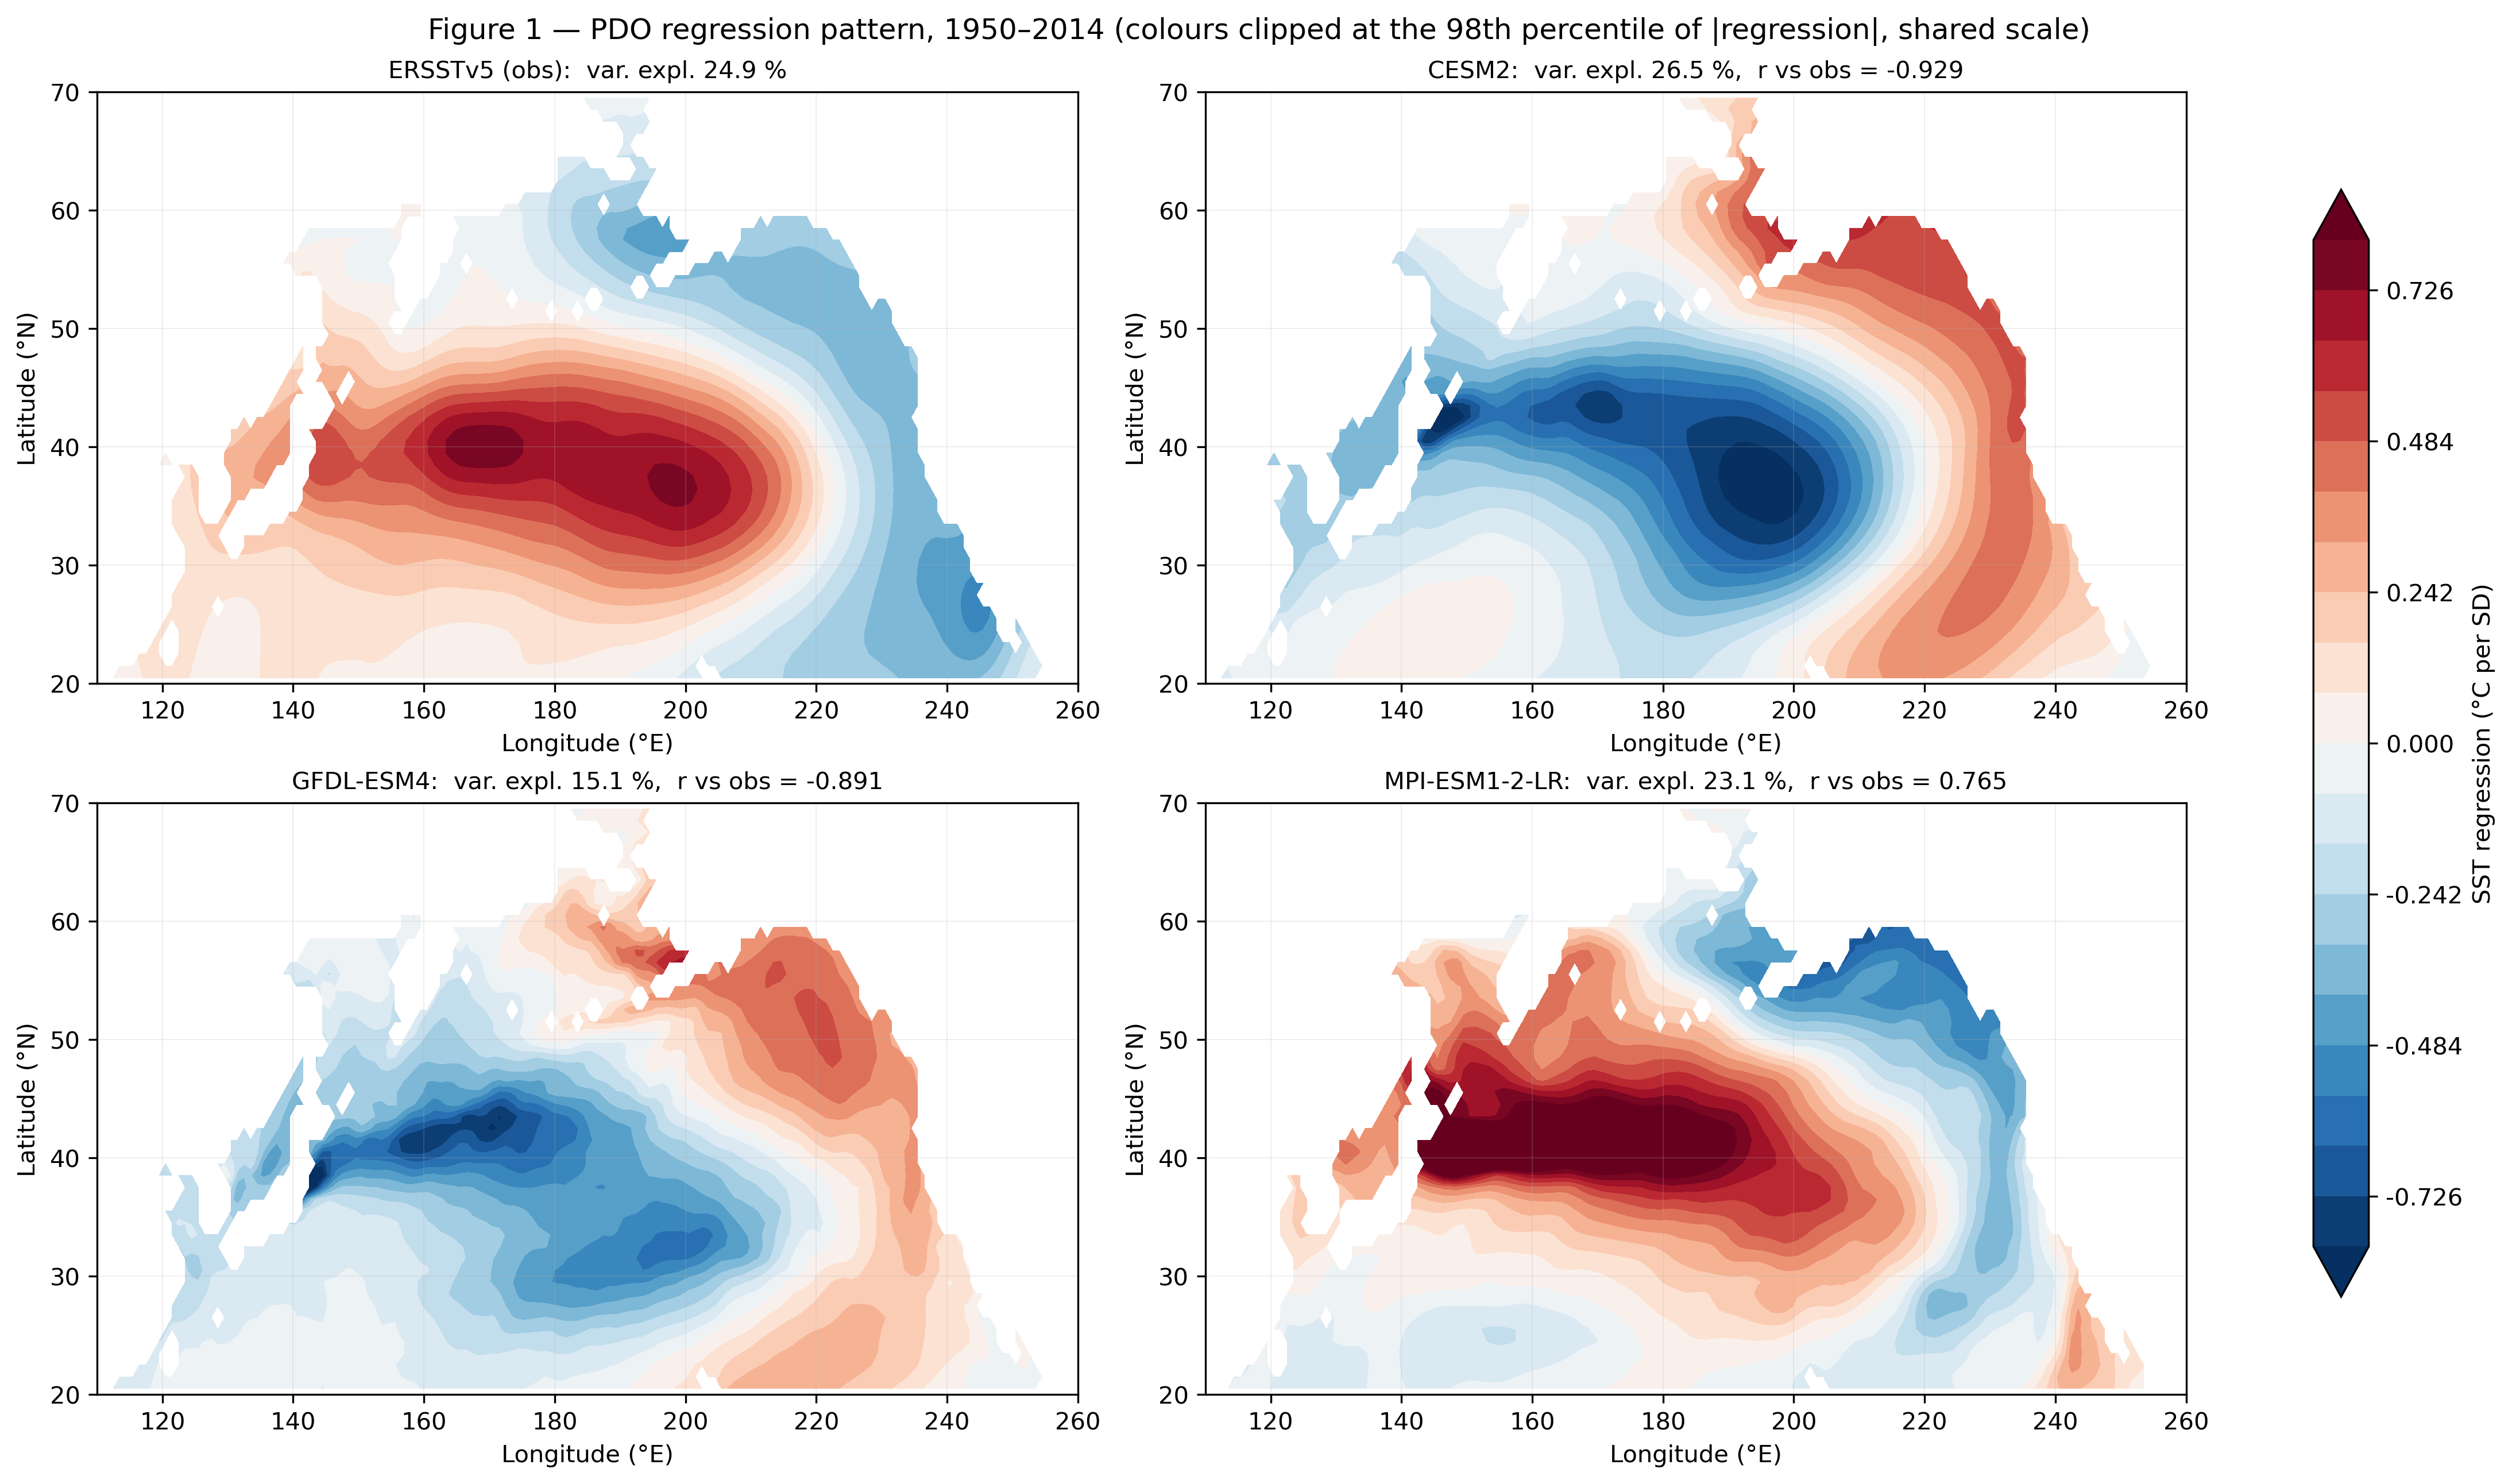 Figure 1 — PDO regression pattern, 1950–2014 (colours clipped at the 98th percentile of |regression|, shared scale)
ERSSTv5 (obs):  var. expl. 24.9 %
70
60
50
40
30
20
Latitude (°N)
120 140 160 180 200 220 240 260
Longitude (°E)
CESM2:  var. expl. 26.5 %,  r vs obs = -0.929
70
60
50
40
30
20
Latitude (°N)
120 140 160 180 200 220 240 260
Longitude (°E)
GFDL-ESM4:  var. expl. 15.1 %,  r vs obs = -0.891
70
60
50
40
30
20
Latitude (°N)
120 140 160 180 200 220 240 260
Longitude (°E)
MPI-ESM1-2-LR:  var. expl. 23.1 %,  r vs obs = 0.765
70
60
50
40
30
20
Latitude (°N)
120 140 160 180 200 220 240 260
Longitude (°E)
0.726
0.484
0.242
0.000
-0.242
-0.484
-0.726
SST regression (°C per SD)